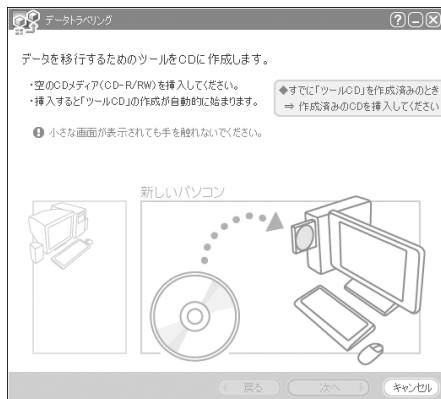 データトラベリング
データを移行するためのツールをCDに作成します。
・空のCDメディア(CD-R/RW)を挿入してください。
・挿入すると「ツールCD」の作成が自動的に始まります。
◆すでに「ツールCD」を作成済みのとき
⇒ 作成済みのCDを挿入してください
小さな画面が表示されても手を触れないでください。
新しいパソコン
戻る
次へ
キャンセル